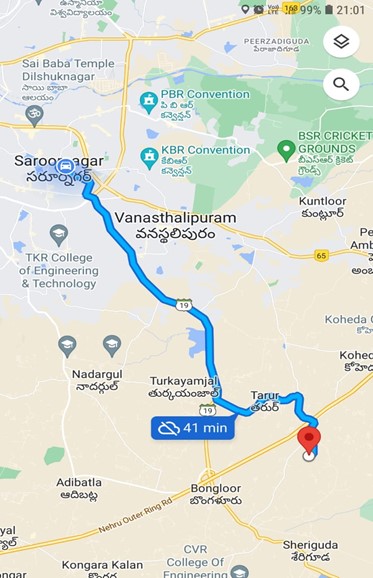 99% 21:01
ఉస్మానియా
విశ్వవిద్యాలయం
PEERZADIGUDA
పీరాజాదిగూడ
Sai Baba Temple
Dilshuknagar
సాయి బాబా
ఆలయం
PBR Convention
పి బి ఆర్
కన్వెన్షన్
BSR CRICKET
GROUNDS
బీఎస్ఆర్ క్రికెట్
గ్రౌండ్స్
KBR Convention
కేబీఆర్
కన్వెన్షన్
Saroornagar
సరూర్నగర్
Kuntloor
కుంట్లూర్
Vanasthalipuram
వనస్థలిపురం
65
TKR College
of Engineering
& Technology
19
Koheda
Nadargul
నాదర్గుల్
Turkayamjal
తుర్కయంజాల్
Tarur
తరుర్
19
41 min
Adibatla
ఆదిబట్ల
Bongloor
బొంగళూరు
Nehru Outer Ring Rd
Sheriguda
శేరిగూడ
CVR
College Of
Engineering
Kongara Kalan